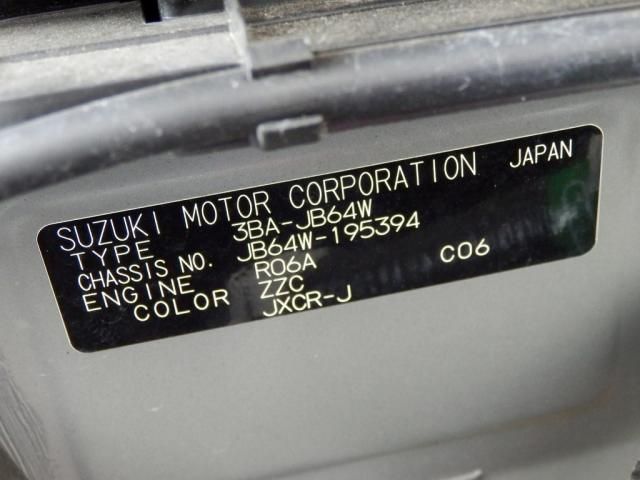 SUZUKI MOTOR CORPORATION JAPAN
TYPE 3BA-JB64W
CHASSIS NO. JB64W-195394
ENGINE R06A C06
COLOR ZZC
JXCR-J